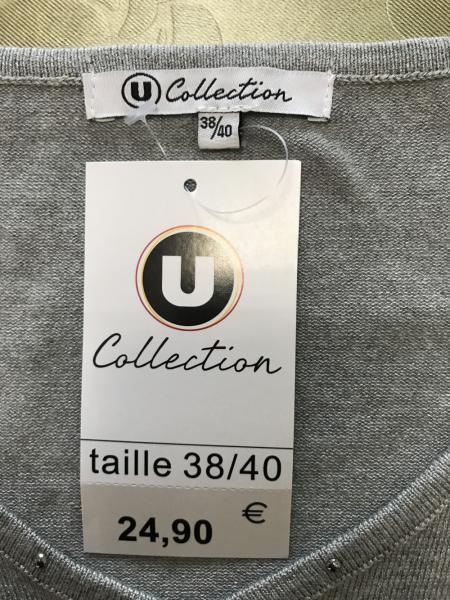 U Collection
38/40
U
Collection
taille 38/40
24,90 €